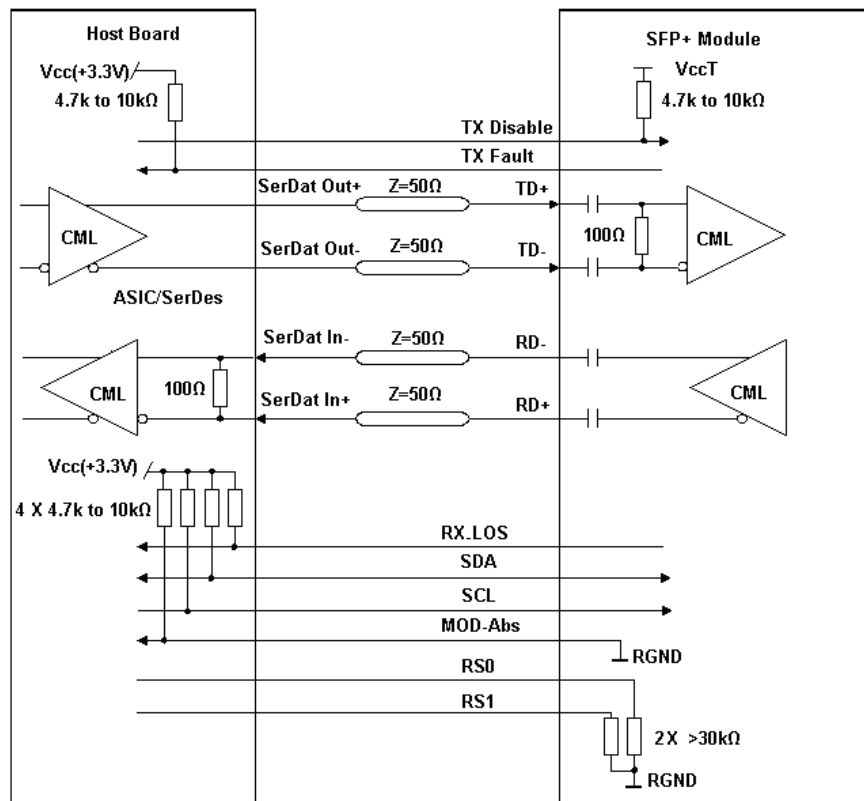 Host Board
SFP+ Module
Vcc(+3.3V)
4.7k to 10kΩ
VccT
4.7k to 10kΩ
TX Disable
TX Fault
SerDat Out+
Z=50Ω
TD+
CML
100Ω
CML
SerDat Out-
Z=50Ω
TD-
ASIC/SerDes
SerDat In-
Z=50Ω
RD-
CML
100Ω
CML
SerDat In+
Z=50Ω
RD+
Vcc(+3.3V)
4 X 4.7k to 10kΩ
RX_LOS
SDA
SCL
MOD-Abs
RGND
RS0
RS1
2X >30kΩ
RGND